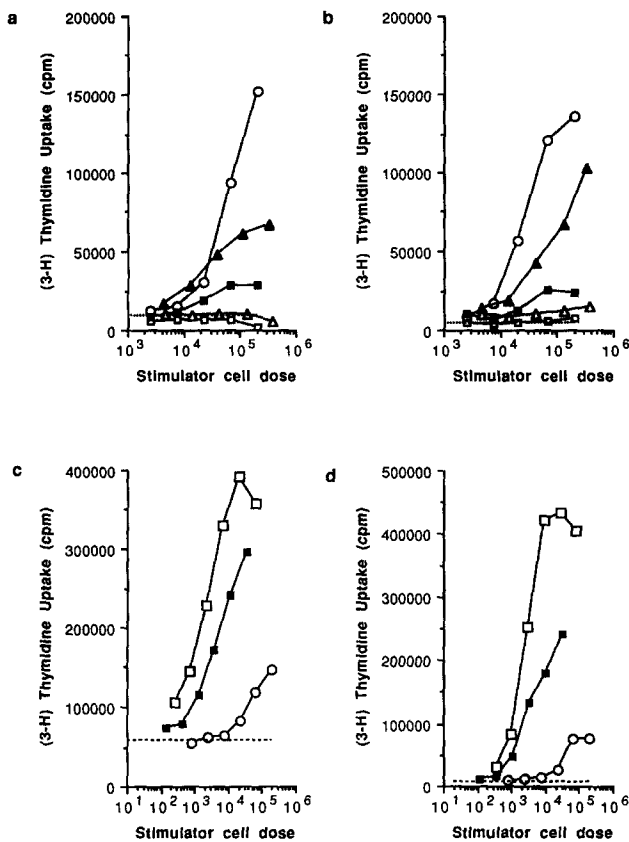 a
b
(3-H) Thymidine Uptake (cpm)
200000
150000
100000
50000
0
10^3 10^4 10^5 10^6
Stimulator cell dose
(3-H) Thymidine Uptake (cpm)
200000
150000
100000
50000
0
10^3 10^4 10^5 10^6
Stimulator cell dose
c
d
(3-H) Thymidine Uptake (cpm)
400000
300000
200000
100000
0
10^1 10^2 10^3 10^4 10^5 10^6
Stimulator cell dose
(3-H) Thymidine Uptake (cpm)
500000
400000
300000
200000
100000
0
10^1 10^2 10^3 10^4 10^5 10^6
Stimulator cell dose